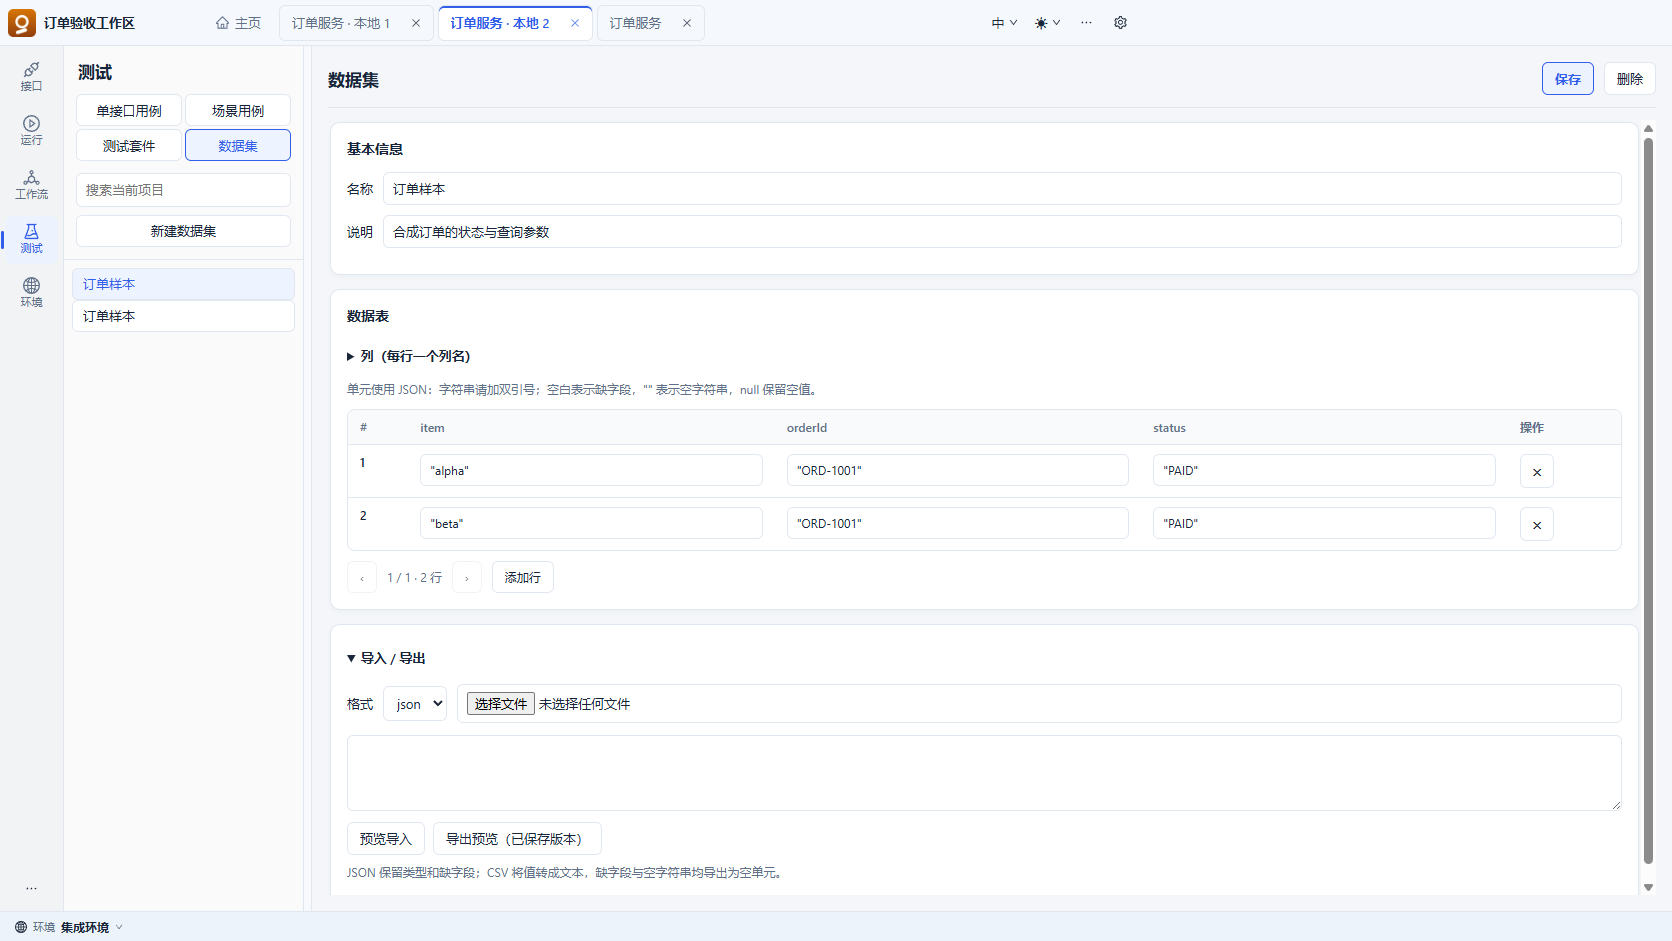 订单验收工作区
主页
订单服务 · 本地 1 ×
订单服务 · 本地 2 ×
订单服务 ×
中
···
接口
运行
工作流
测试
环境
···
测试
单接口用例 场景用例
测试套件 数据集
搜索当前项目
新建数据集
订单样本
订单样本
数据集
保存 删除
基本信息
名称 订单样本
说明 合成订单的状态与查询参数
数据表
▶ 列（每行一个列名）
单元使用 JSON：字符串请加双引号；空白表示缺字段，"" 表示空字符串，null 保留空值。
# item orderId status 操作
1 "alpha" "ORD-1001" "PAID" ×
2 "beta" "ORD-1001" "PAID" ×
‹ 1 / 1 · 2 行 › 添加行
▼ 导入 / 导出
格式 json 选择文件 未选择任何文件
预览导入 导出预览（已保存版本）
JSON 保留类型和缺字段；CSV 将值转成文本，缺字段与空字符串均导出为空单元。
环境 集成环境